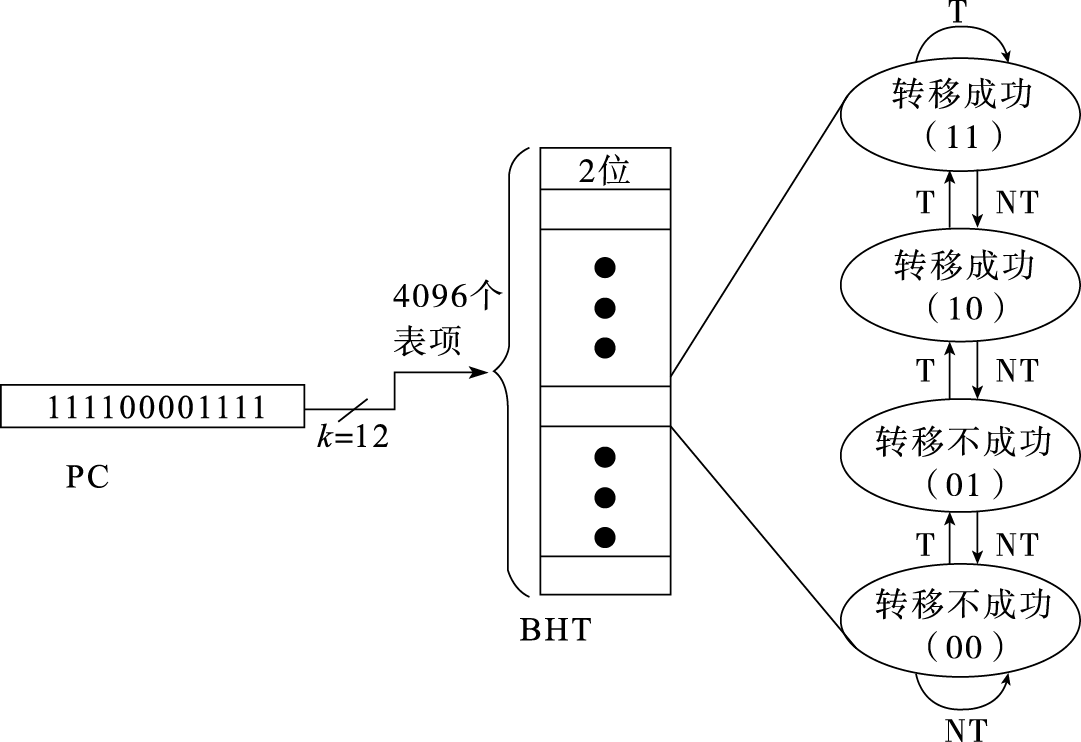 2位
4096个
表项
111100001111
k=12
PC
BHT
T
转移成功
（11）
T
NT
转移成功
（10）
T
NT
转移不成功
（01）
T
NT
转移不成功
（00）
NT